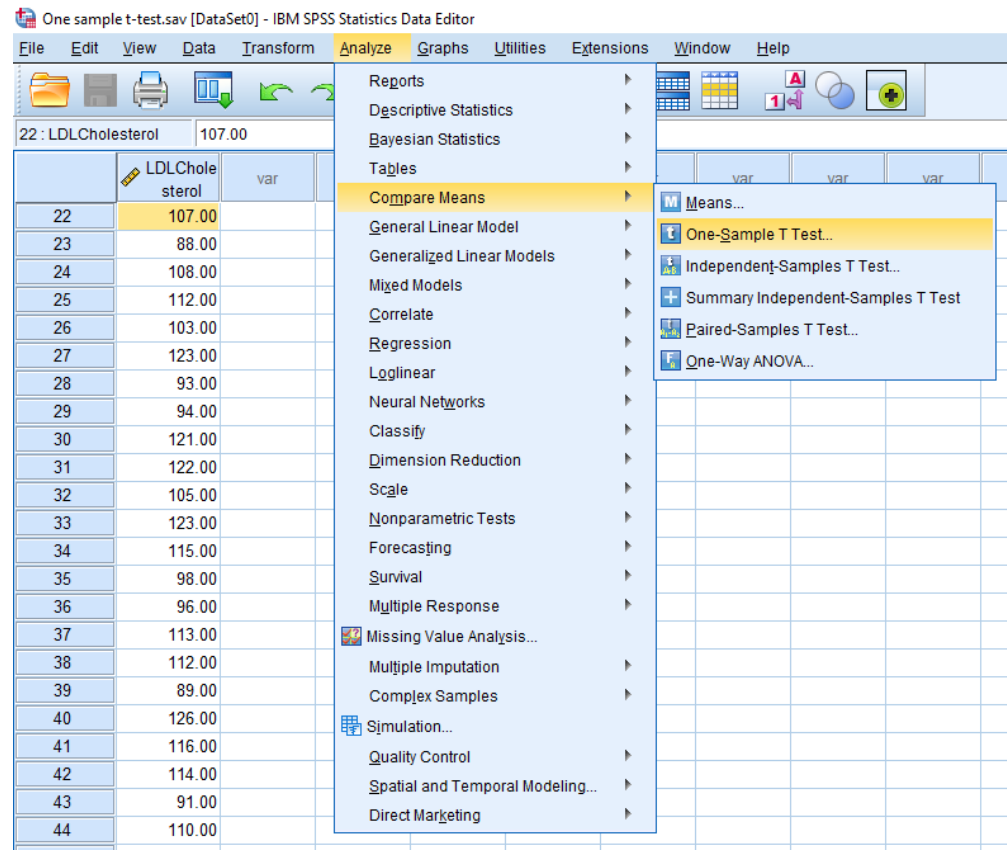 One sample t-test.sav [DataSet0] - IBM SPSS Statistics Data Editor
File Edit View Data Transform Analyze Graphs Utilities Extensions Window Help
A
1
22 : LDLCholesterol 107.00
LDLChole
sterol
var
var
var
var
22 107.00
23 88.00
24 108.00
25 112.00
26 103.00
27 123.00
28 93.00
29 94.00
30 121.00
31 122.00
32 105.00
33 123.00
34 115.00
35 98.00
36 96.00
37 113.00
38 112.00
39 89.00
40 126.00
41 116.00
42 114.00
43 91.00
44 110.00
Reports
Descriptive Statistics
Bayesian Statistics
Tables
Compare Means
General Linear Model
Generalized Linear Models
Mixed Models
Correlate
Regression
Loglinear
Neural Networks
Classify
Dimension Reduction
Scale
Nonparametric Tests
Forecasting
Survival
Multiple Response
Missing Value Analysis...
Multiple Imputation
Complex Samples
Simulation...
Quality Control
Spatial and Temporal Modeling...
Direct Marketing
M Means...
t One-Sample T Test...
Independent-Samples T Test...
Summary Independent-Samples T Test
Paired-Samples T Test...
One-Way ANOVA...